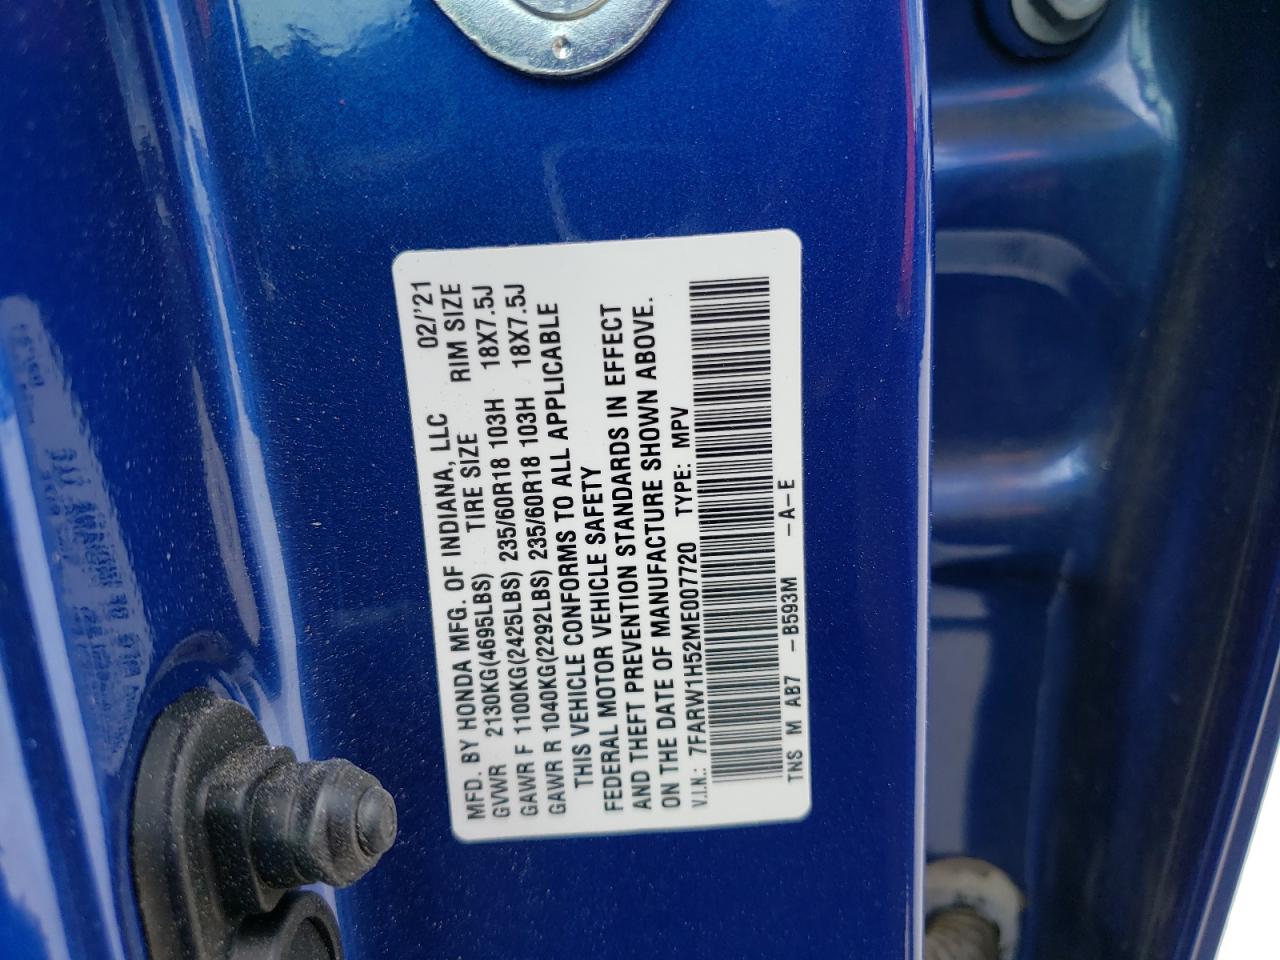 MFD. BY HONDA MFG. OF INDIANA, LLC 02/'21
GVWR 2130KG(4695LBS) TIRE SIZE RIM SIZE
GAWR F 1100KG(2425LBS) 235/60R18 103H 18X7.5J
GAWR R 1040KG(2292LBS) 235/60R18 103H 18X7.5J
THIS VEHICLE CONFORMS TO ALL APPLICABLE
FEDERAL MOTOR VEHICLE SAFETY
AND THEFT PREVENTION STANDARDS IN EFFECT
ON THE DATE OF MANUFACTURE SHOWN ABOVE.
V.I.N.: 7FARW1H52ME007720 TYPE: MPV
TNS M AB7 -B593M -A-E